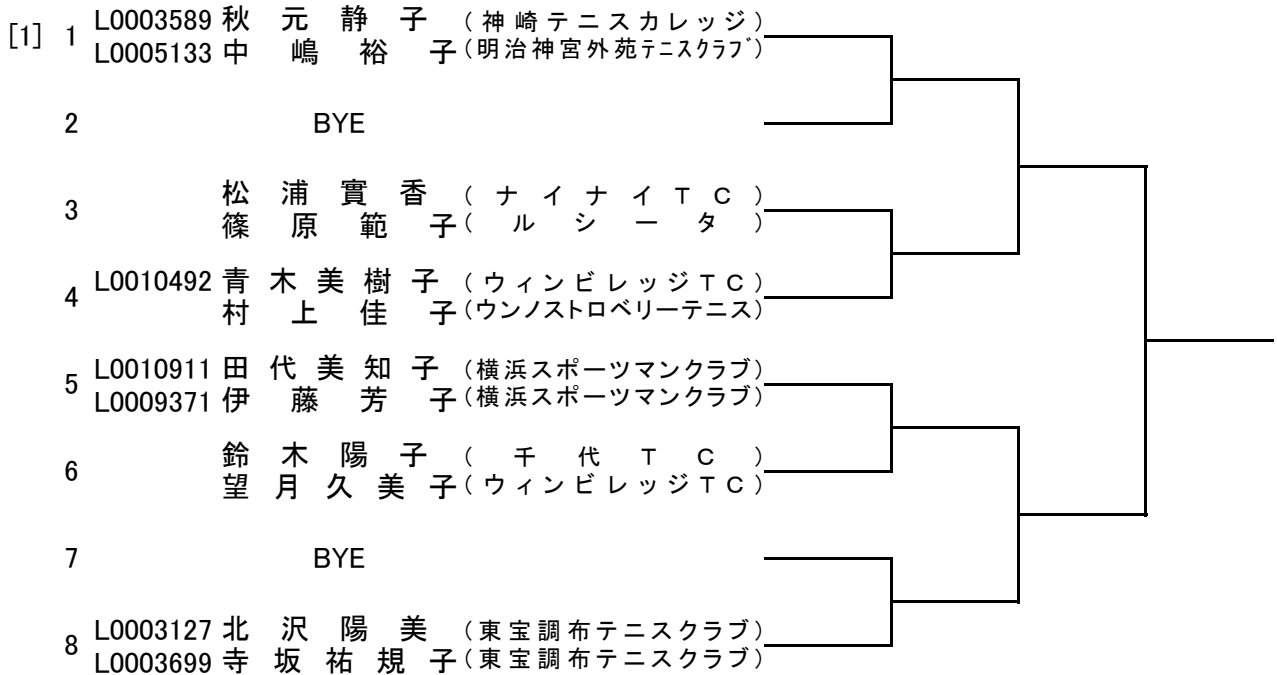 [1] 1 L0003589 秋元静子 (神崎テニスカレッジ)
L0005133 中嶋裕子 (明治神宮外苑ﾃﾆｽｸﾗﾌﾞ)
2 BYE
3 松浦實香 (ナイナイTC)
篠原範子 (ルシータ)
4 L0010492 青木美樹子 (ウィンビレッジTC)
村上佳子 (ウンノストロベリーテニス)
5 L0010911 田代美知子 (横浜スポーツマンクラブ)
L0009371 伊藤芳子 (横浜スポーツマンクラブ)
6 鈴木陽子 (千代TC)
望月久美子 (ウィンビレッジTC)
7 BYE
8 L0003127 北沢陽美 (東宝調布テニスクラブ)
L0003699 寺坂祐規子 (東宝調布テニスクラブ)